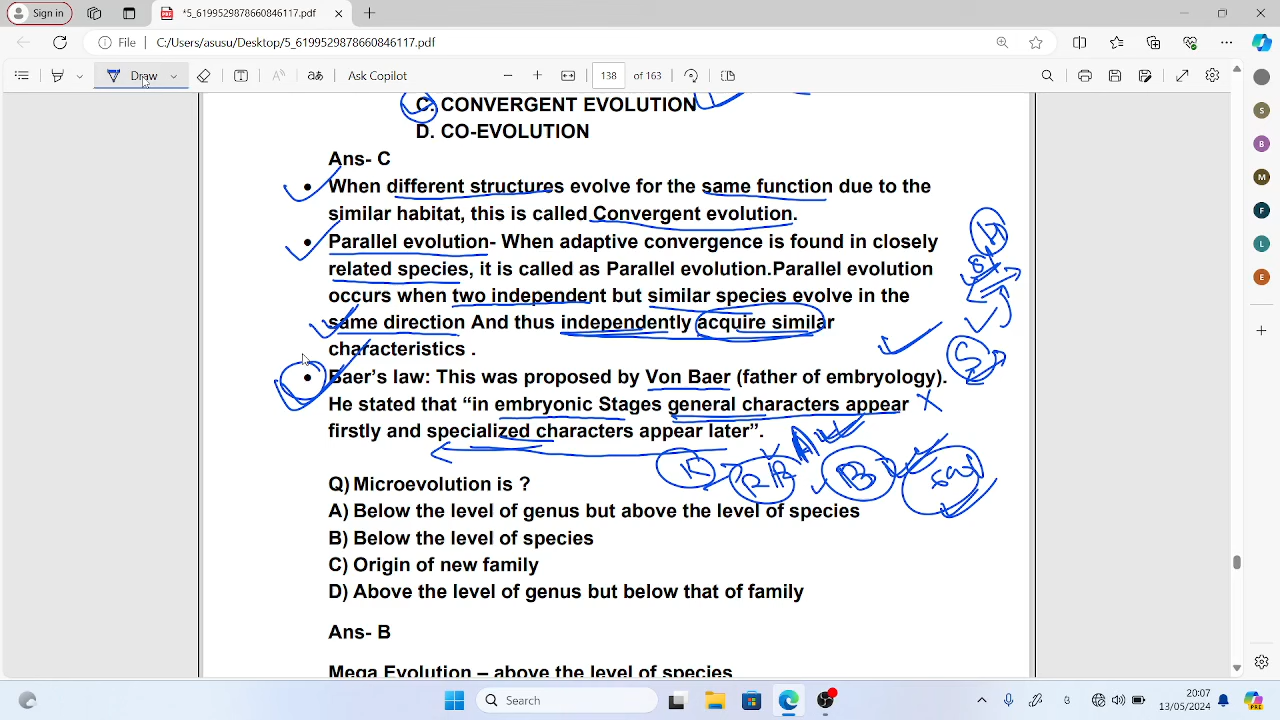 Sign in
*5_6199529878660846117.pdf
File
C:/Users/asusu/Desktop/5_6199529878660846117.pdf
Draw
Ask Copilot
138 of 163
C. CONVERGENT EVOLUTION
D. CO-EVOLUTION
Ans- C
• When different structures evolve for the same function due to the
similar habitat, this is called Convergent evolution.
• Parallel evolution- When adaptive convergence is found in closely
related species, it is called as Parallel evolution.Parallel evolution
occurs when two independent but similar species evolve in the
same direction And thus independently acquire similar
characteristics .
• Baer's law: This was proposed by Von Baer (father of embryology).
He stated that “in embryonic Stages general characters appear
firstly and specialized characters appear later”.
K
B
S
Q) Microevolution is ?
A) Below the level of genus but above the level of species
B) Below the level of species
C) Origin of new family
D) Above the level of genus but below that of family
Ans- B
Mega Evolution – above the level of species
Search
20:07
13/05/2024